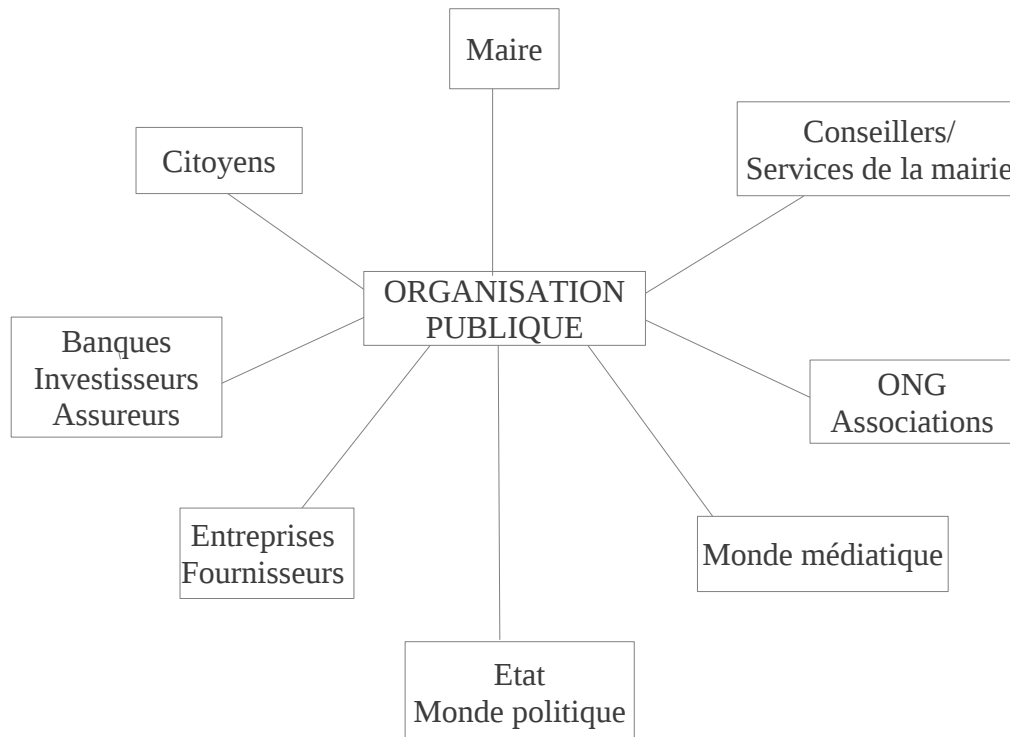 Maire
Conseillers/
Services de la mairie
Citoyens
ORGANISATION
PUBLIQUE
Banques
Investisseurs
Assureurs
ONG
Associations
Entreprises
Fournisseurs
Monde médiatique
Etat
Monde politique